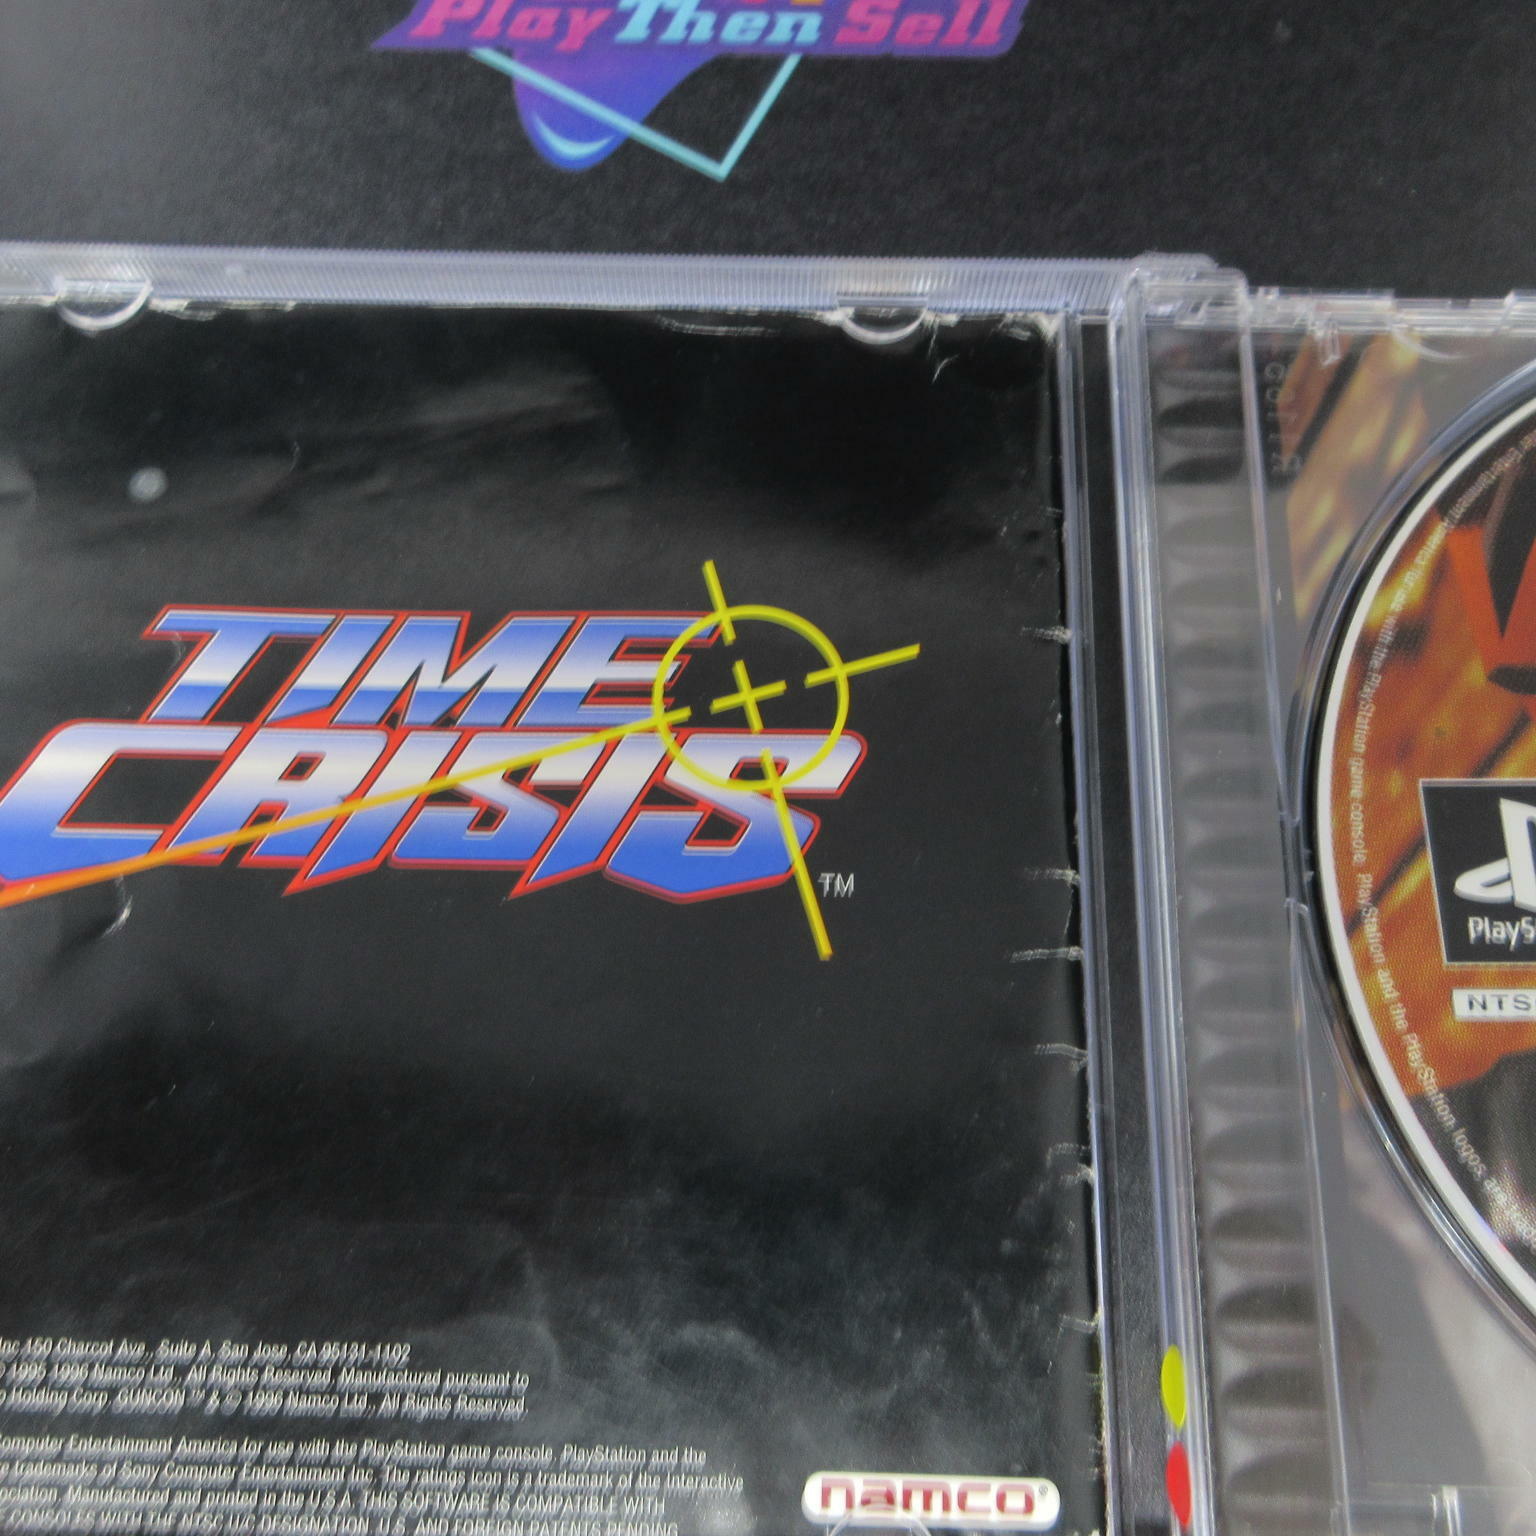 Play Then Sell
TIME
CRISIS
TM
Inc 150 Charcot Ave., Suite A, San Jose, CA 95131-1102
© 1995 1996 Namco Ltd., All Rights Reserved. Manufactured pursuant to
Holding Corp. GUNCON ™ & © 1996 Namco Ltd., All Rights Reserved.
Computer Entertainment America for use with the PlayStation game console. PlayStation and the
trademarks of Sony Computer Entertainment Inc. The ratings icon is a trademark of the Interactive
Manufactured and printed in the U.S.A. THIS SOFTWARE IS COMPATIBLE WITH
CONSOLES WITH THE NTSC U/C DESIGNATION. U.S. AND FOREIGN PATENTS PENDING
namco®
PlayS
NTS
for use with the PlayStation game console. PlayStation and the PlayStation logos